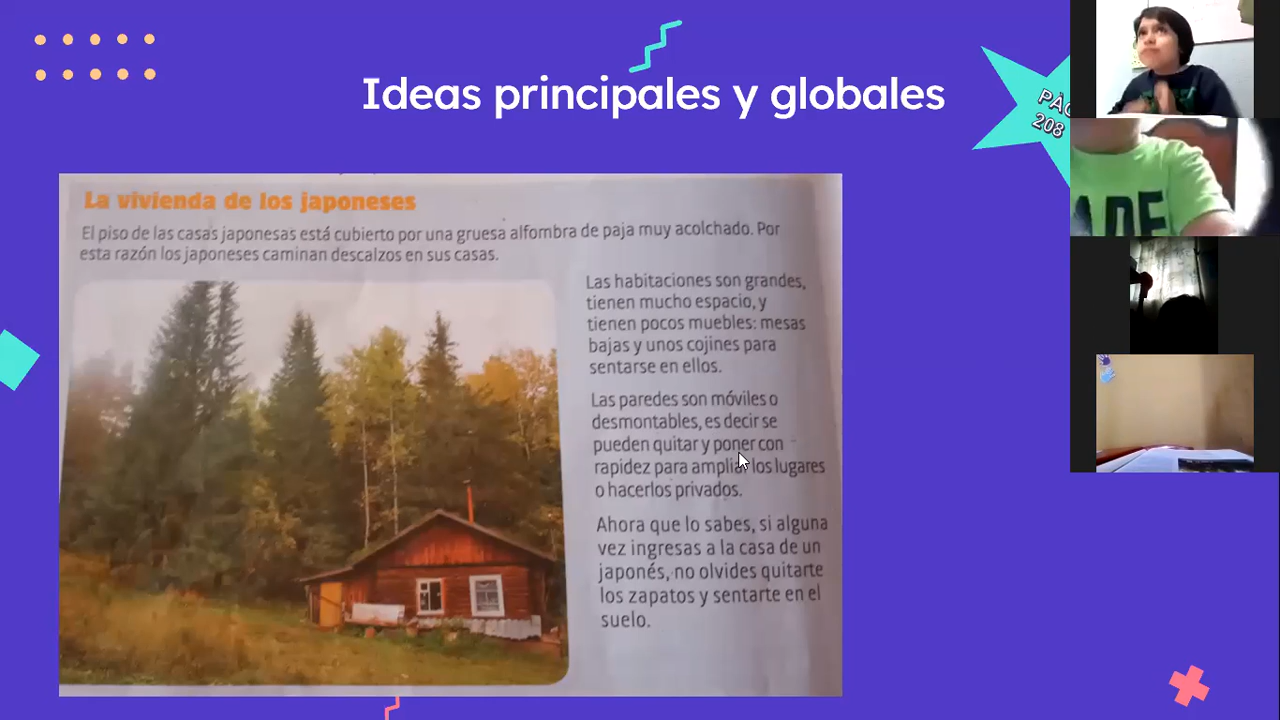 Ideas principales y globales
208
La vivienda de los japoneses
El piso de las casas japonesas está cubierto por una gruesa alfombra de paja muy acolchado. Por
esta razón los japoneses caminan descalzos en sus casas.
Las habitaciones son grandes,
tienen mucho espacio, y
tienen pocos muebles: mesas
bajas y unos cojines para
sentarse en ellos.
Las paredes son móviles o
desmontables, es decir se
pueden quitar y poner con
rapidez para ampliar los lugares
o hacerlos privados.
Ahora que lo sabes, si alguna
vez ingresas a la casa de un
japonés, no olvides quitarte
los zapatos y sentarte en el
suelo.